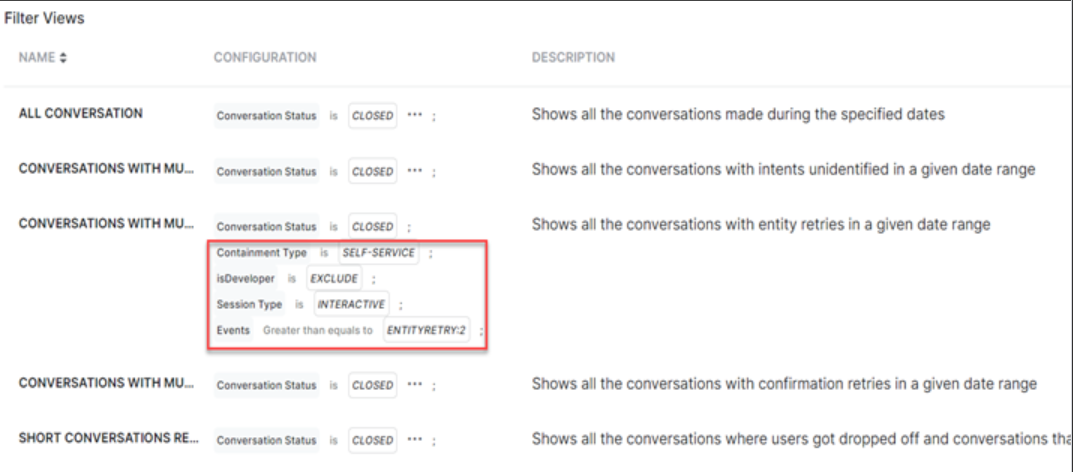 Filter Views
NAME CONFIGURATION DESCRIPTION
ALL CONVERSATION Conversation Status is CLOSED ••• ; Shows all the conversations made during the specified dates
CONVERSATIONS WITH MU... Conversation Status is CLOSED ••• ; Shows all the conversations with intents unidentified in a given date range
CONVERSATIONS WITH MU... Conversation Status is CLOSED ; Shows all the conversations with entity retries in a given date range
Containment Type is SELF-SERVICE ;
isDeveloper is EXCLUDE ;
Session Type is INTERACTIVE ;
Events Greater than equals to ENTITYRETRY:2 ;
CONVERSATIONS WITH MU... Conversation Status is CLOSED ••• ; Shows all the conversations with confirmation retries in a given date range
SHORT CONVERSATIONS RE... Conversation Status is CLOSED ••• ; Shows all the conversations where users got dropped off and conversations tha